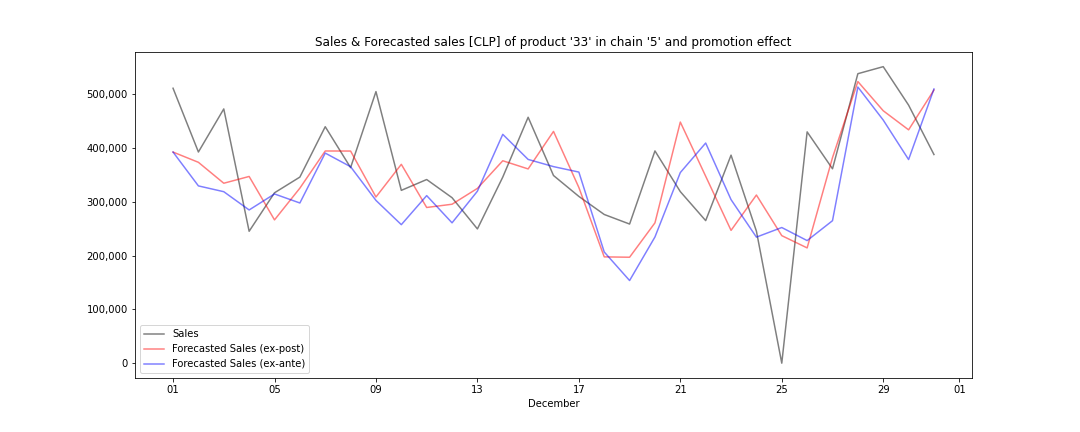 Sales & Forecasted sales [CLP] of product '33' in chain '5' and promotion effect
500,000
400,000
300,000
200,000
100,000
0
Sales
Forecasted Sales (ex-post)
Forecasted Sales (ex-ante)
01 05 09 13 17 21 25 29 01
December